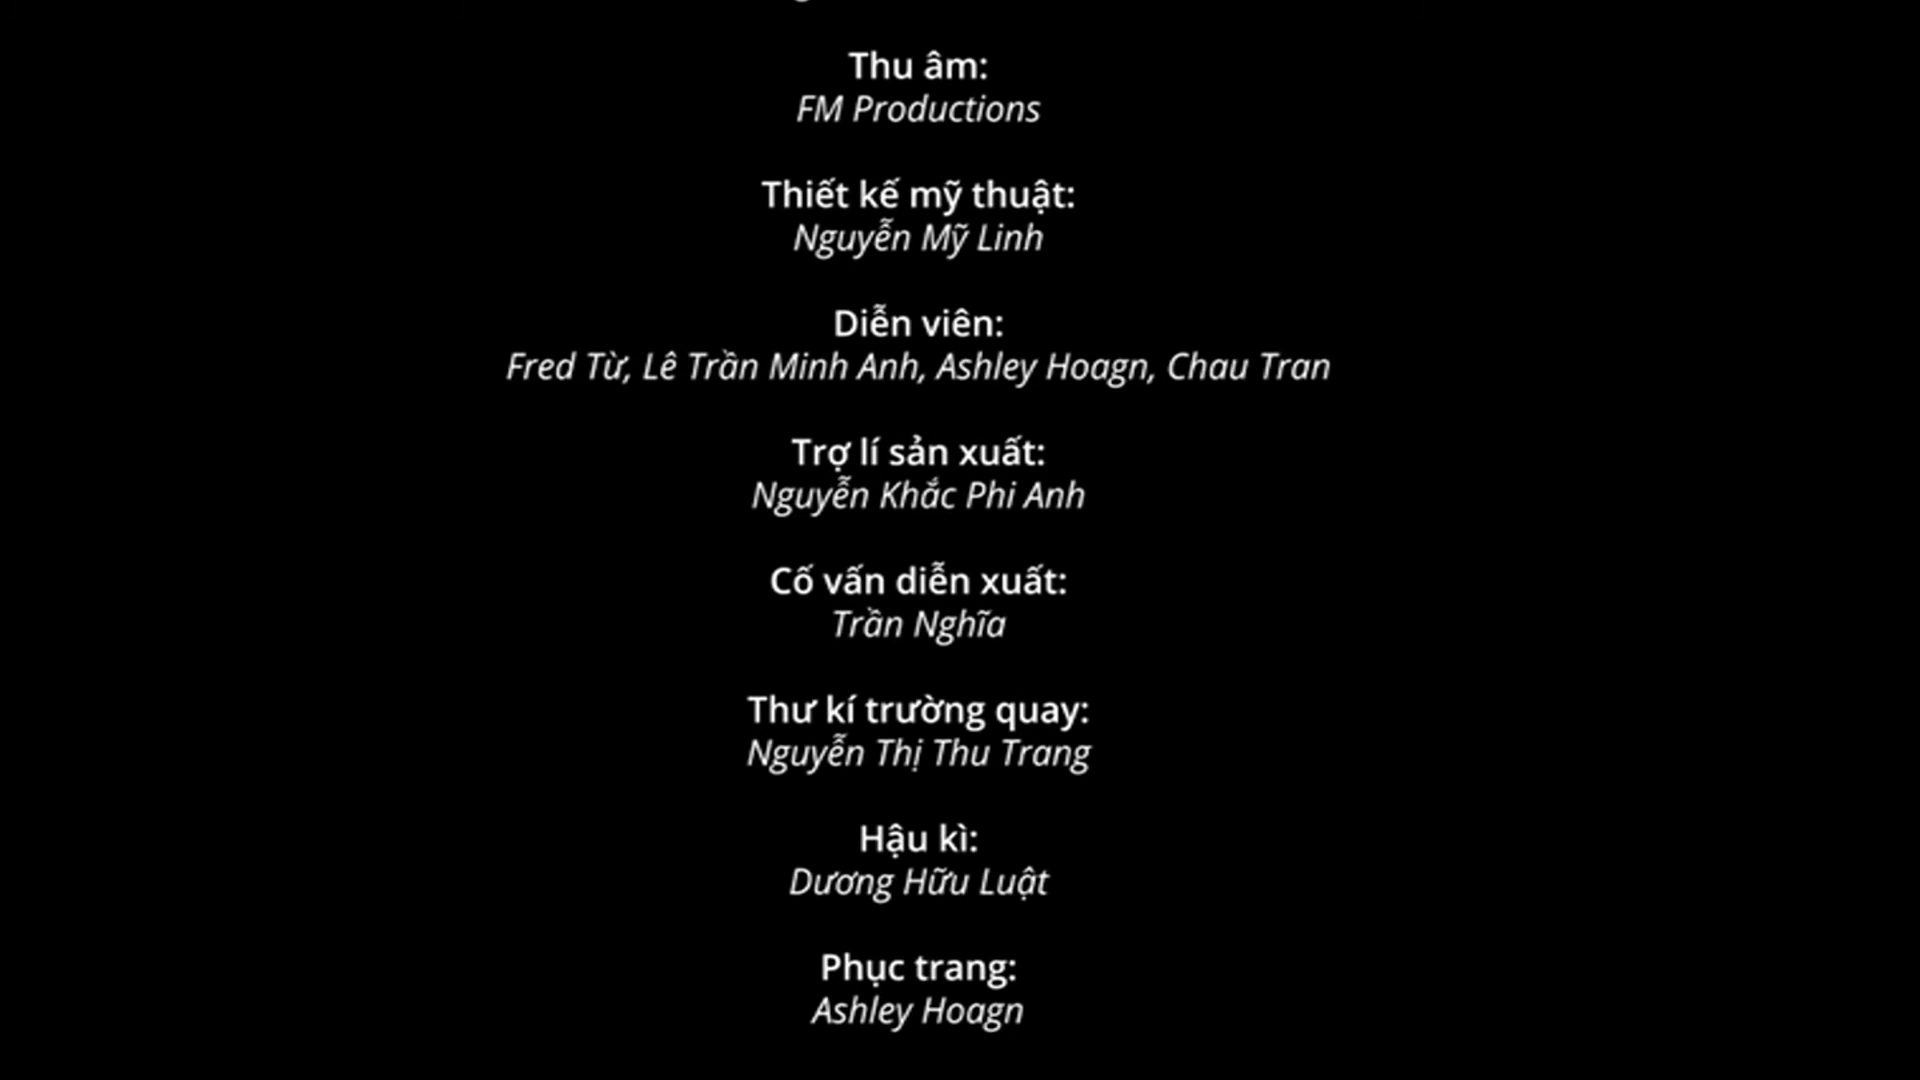 Thu âm:
FM Productions
Thiết kế mỹ thuật:
Nguyễn Mỹ Linh
Diễn viên:
Fred Từ, Lê Trần Minh Anh, Ashley Hoagn, Chau Tran
Trợ lí sản xuất:
Nguyễn Khắc Phi Anh
Cố vấn diễn xuất:
Trần Nghĩa
Thư kí trường quay:
Nguyễn Thị Thu Trang
Hậu kì:
Dương Hữu Luật
Phục trang:
Ashley Hoagn